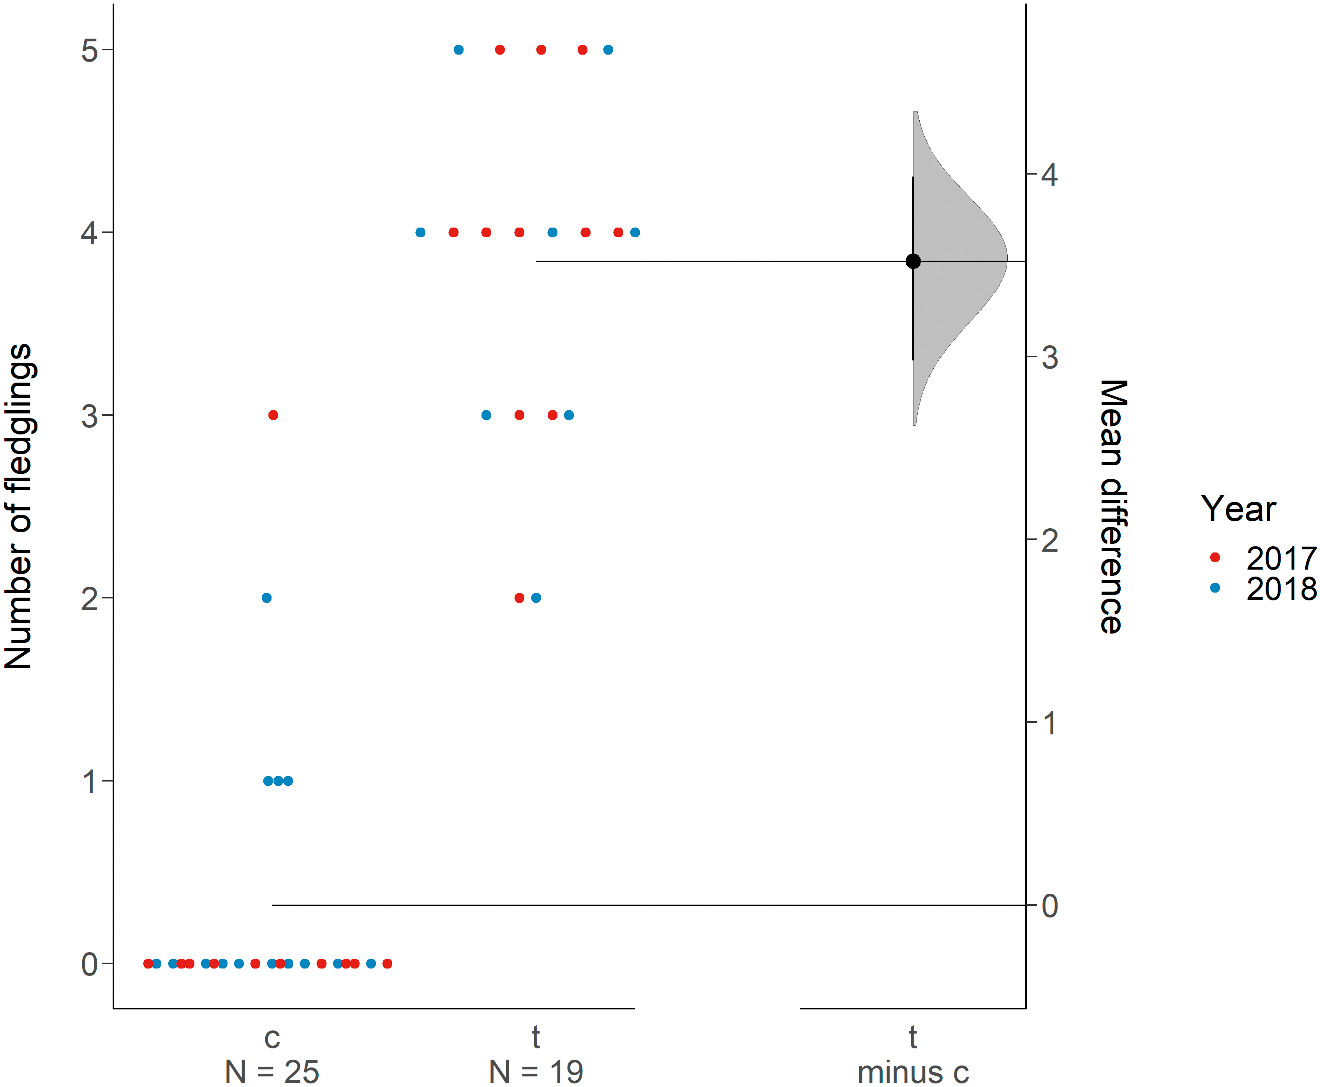 Number of fledglings
5
4
3
2
1
0
c
N = 25
t
N = 19
t
minus c
4
3
2
1
0
Mean difference
Year
2017
2018